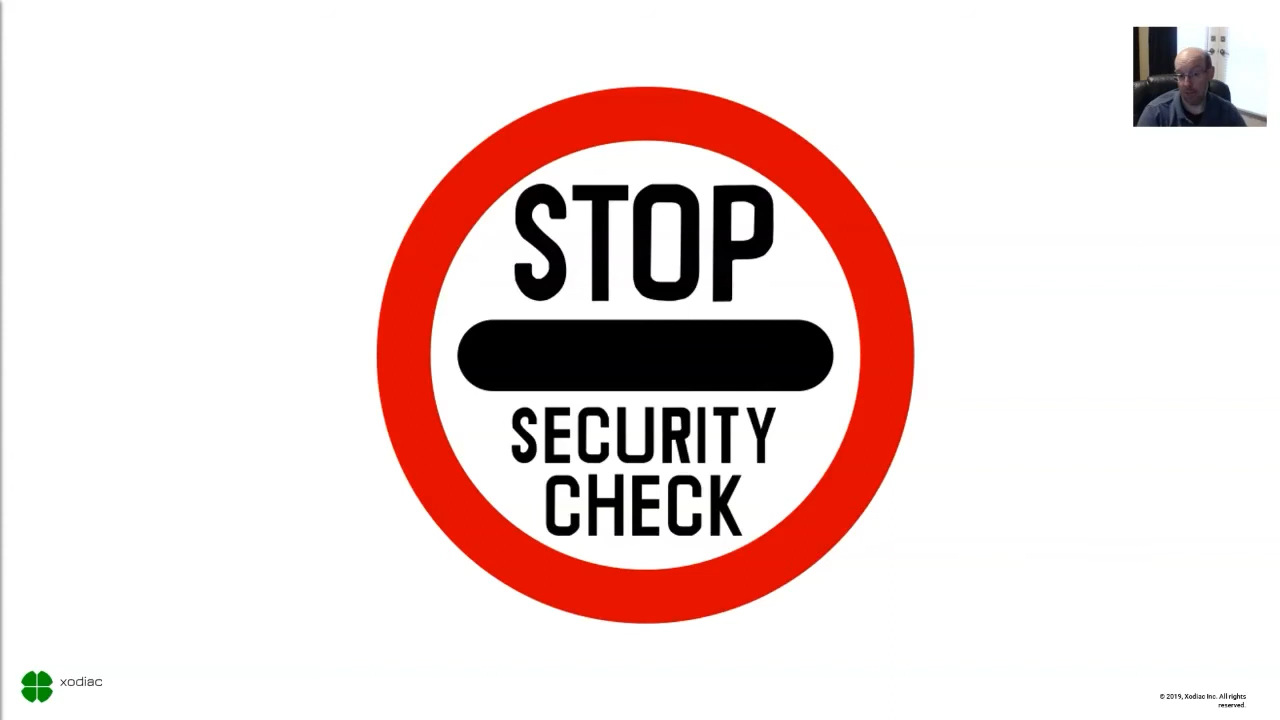 STOP
SECURITY
CHECK
xodiac
© 2019, Xodiac Inc. All rights
reserved.